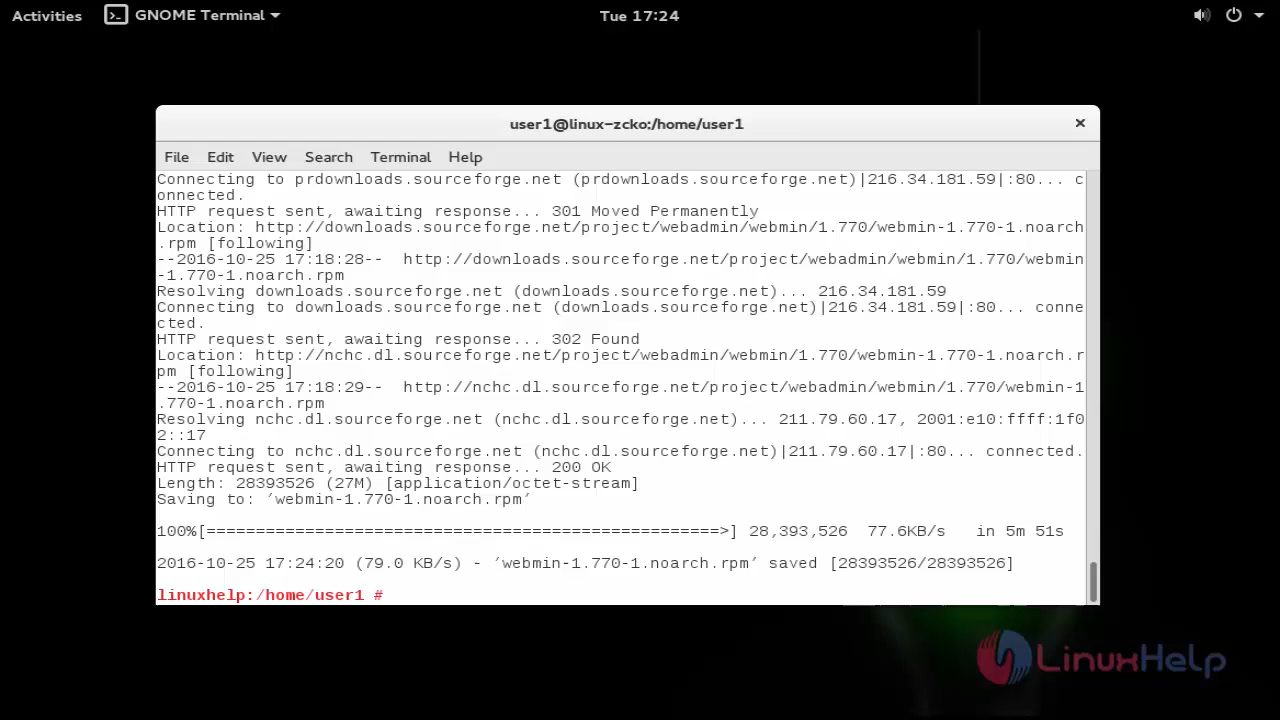 Activities GNOME Terminal Tue 17:24
user1@linux-zcko:/home/user1
File Edit View Search Terminal Help
Connecting to prdownloads.sourceforge.net (prdownloads.sourceforge.net)|216.34.181.59|:80... c
onnected.
HTTP request sent, awaiting response... 301 Moved Permanently
Location: http://downloads.sourceforge.net/project/webadmin/webmin/1.770/webmin-1.770-1.noarch
.rpm [following]
--2016-10-25 17:18:28--  http://downloads.sourceforge.net/project/webadmin/webmin/1.770/webmin
-1.770-1.noarch.rpm
Resolving downloads.sourceforge.net (downloads.sourceforge.net)... 216.34.181.59
Connecting to downloads.sourceforge.net (downloads.sourceforge.net)|216.34.181.59|:80... conne
cted.
HTTP request sent, awaiting response... 302 Found
Location: http://nchc.dl.sourceforge.net/project/webadmin/webmin/1.770/webmin-1.770-1.noarch.r
pm [following]
--2016-10-25 17:18:29--  http://nchc.dl.sourceforge.net/project/webadmin/webmin/1.770/webmin-1
.770-1.noarch.rpm
Resolving nchc.dl.sourceforge.net (nchc.dl.sourceforge.net)... 211.79.60.17, 2001:e10:ffff:1f0
2::17
Connecting to nchc.dl.sourceforge.net (nchc.dl.sourceforge.net)|211.79.60.17|:80... connected.
HTTP request sent, awaiting response... 200 OK
Length: 28393526 (27M) [application/octet-stream]
Saving to: ’webmin-1.770-1.noarch.rpm’
100%[====================================================>] 28,393,526  77.6KB/s   in 5m 51s
2016-10-25 17:24:20 (79.0 KB/s) - ’webmin-1.770-1.noarch.rpm’ saved [28393526/28393526]
linuxhelp:/home/user1 #
LinuxHelp